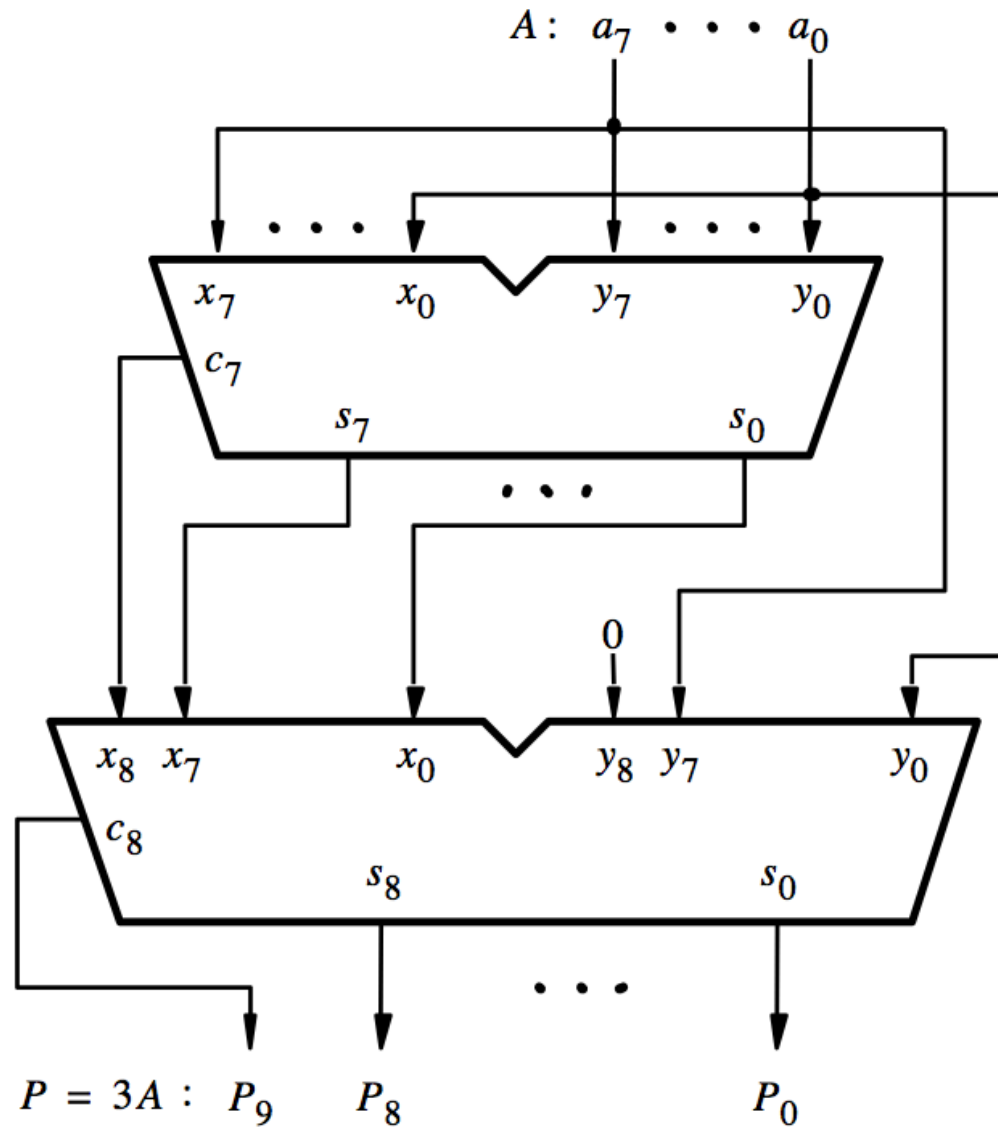 A: a₇ • • • a₀
• • • • • •
x₇ x₀ y₇ y₀
c₇
s₇ s₀
• • •
0
x₈ x₇ x₀ y₈ y₇ y₀
c₈
s₈ s₀
• • •
P = 3A : P₉ P₈ P₀